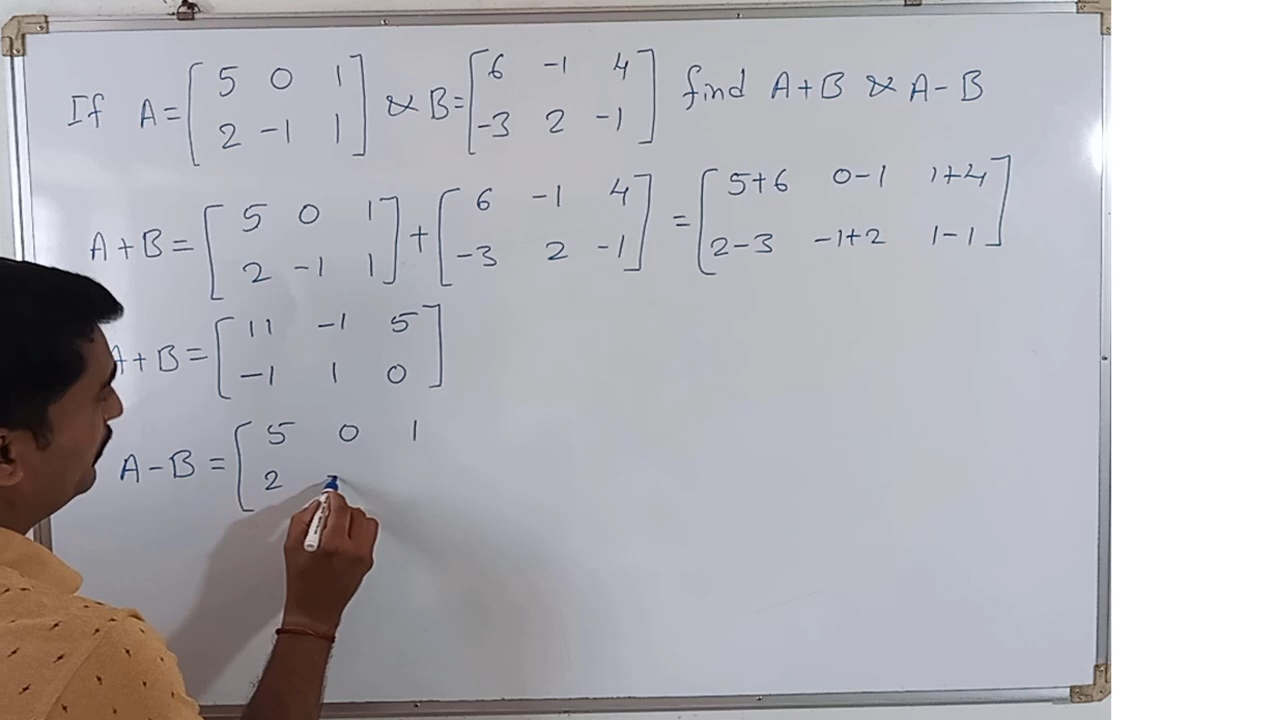 If A = [ 5 0 1 ; 2 -1 1 ] & B = [ 6 -1 4 ; -3 2 -1 ] find A+B & A-B
A+B = [ 5 0 1 ; 2 -1 1 ] + [ 6 -1 4 ; -3 2 -1 ] = [ 5+6 0-1 1+4 ; 2-3 -1+2 1-1 ]
A+B = [ 11 -1 5 ; -1 1 0 ]
A-B = [ 5 0 1 ; 2